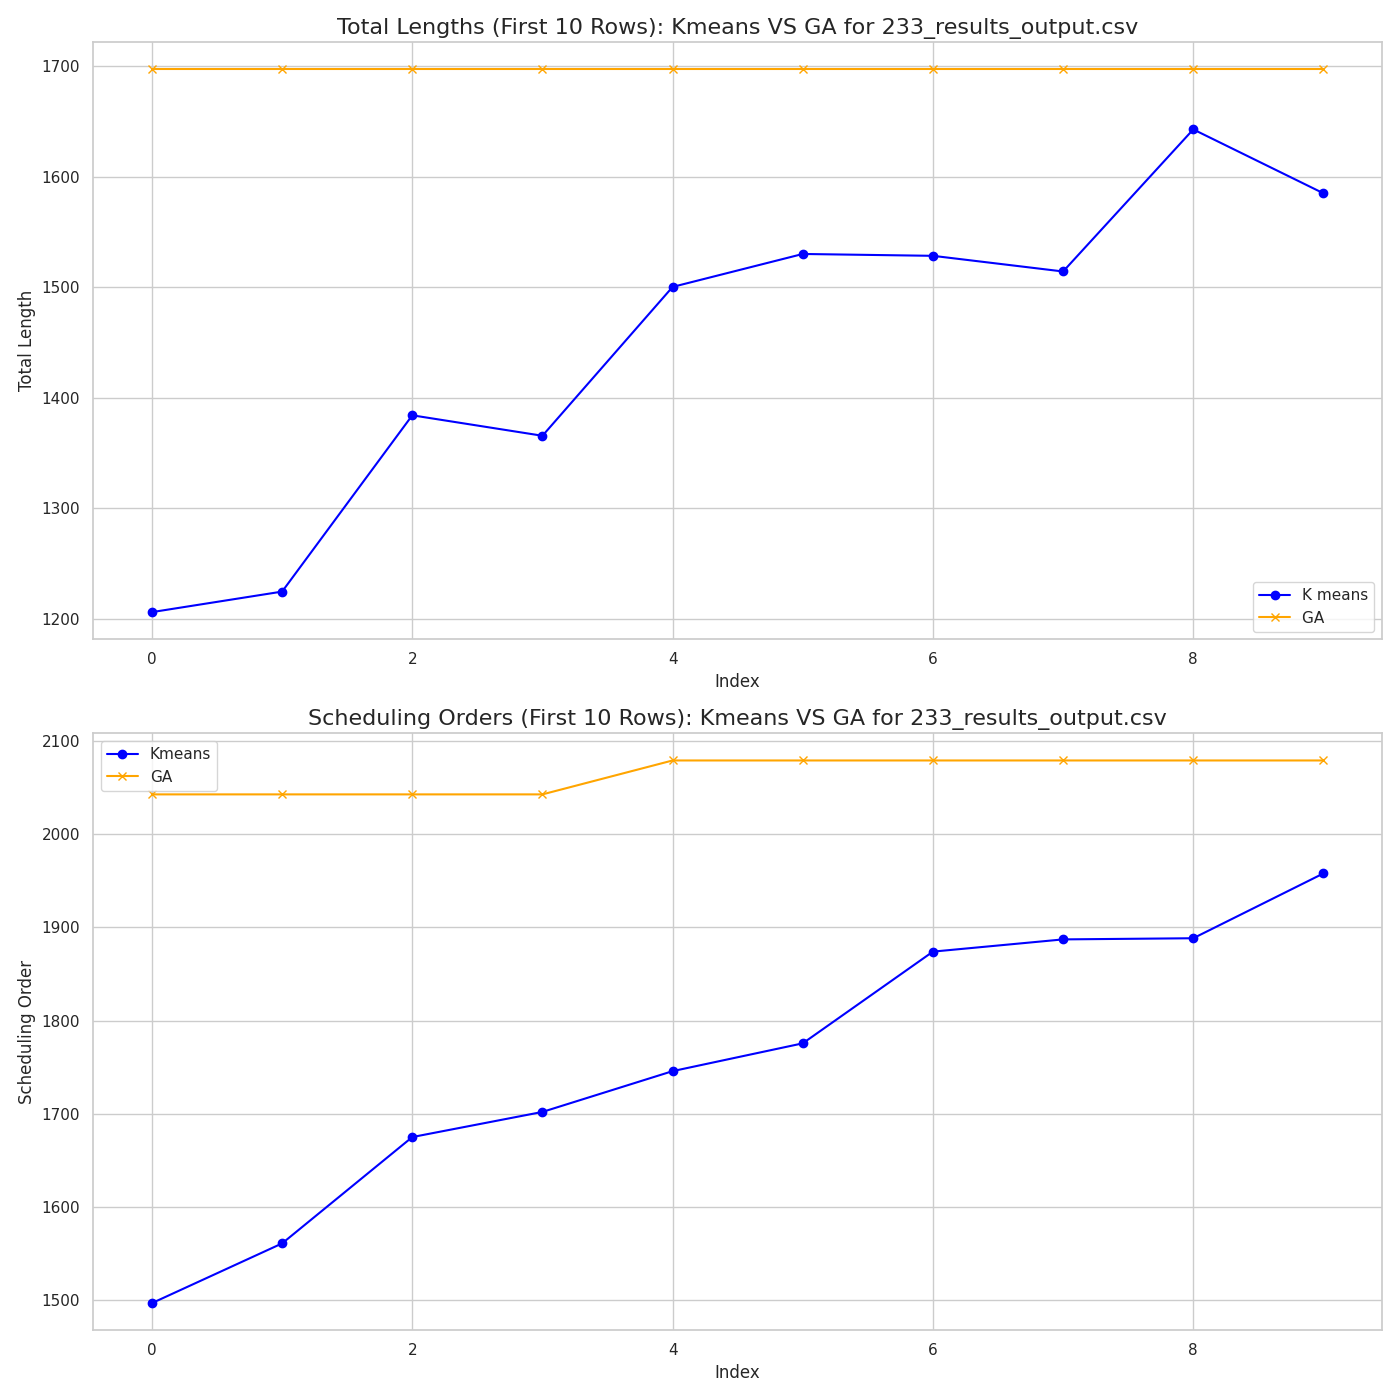 Total Lengths (First 10 Rows): Kmeans VS GA for 233_results_output.csv
1700
1600
1500
1400
1300
1200
Total Length
K means
GA
0 2 4 6 8
Index
Scheduling Orders (First 10 Rows): Kmeans VS GA for 233_results_output.csv
2100
2000
1900
1800
1700
1600
1500
Scheduling Order
Kmeans
GA
0 2 4 6 8
Index